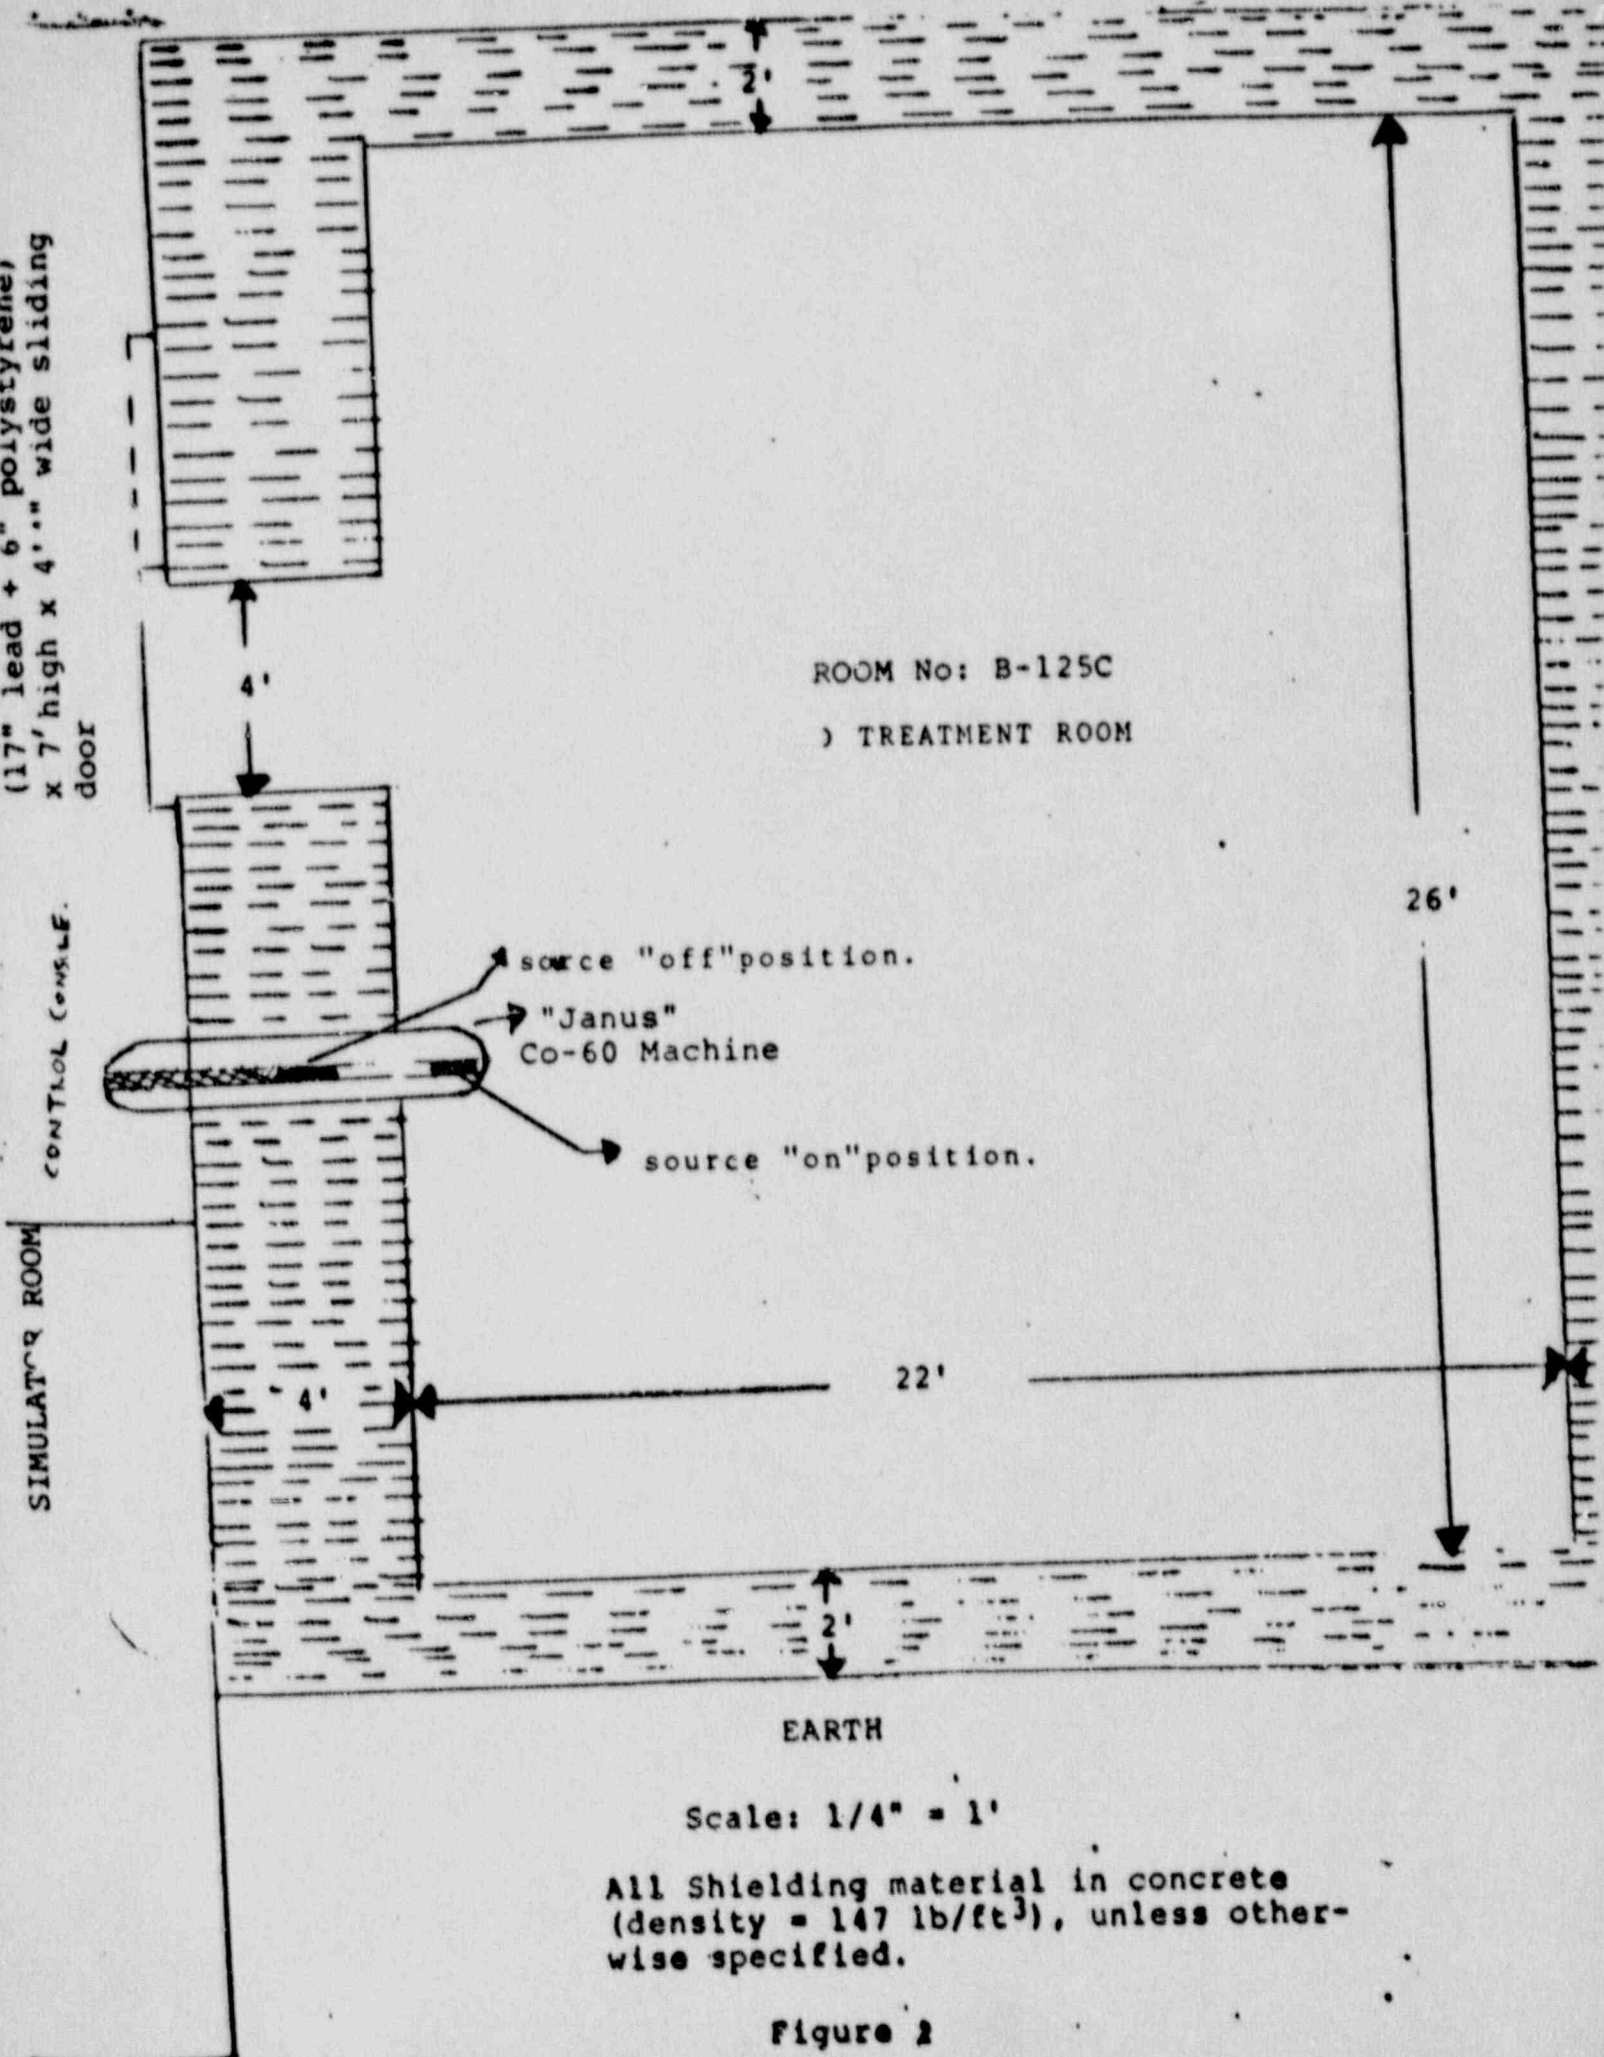 2'
(17" lead + 6" polystyrene)
x 7' high x 4' " wide sliding
door
4'
ROOM No: B-125C
) TREATMENT ROOM
26'
CONTROL CONSLE.
source "off"position.
"Janus"
Co-60 Machine
source "on"position.
SIMULATOR ROOM
4'
22'
2'
EARTH
Scale: 1/4" = 1'
All Shielding material in concrete
(density = 147 lb/ft³), unless other-
wise specified.
Figure 2